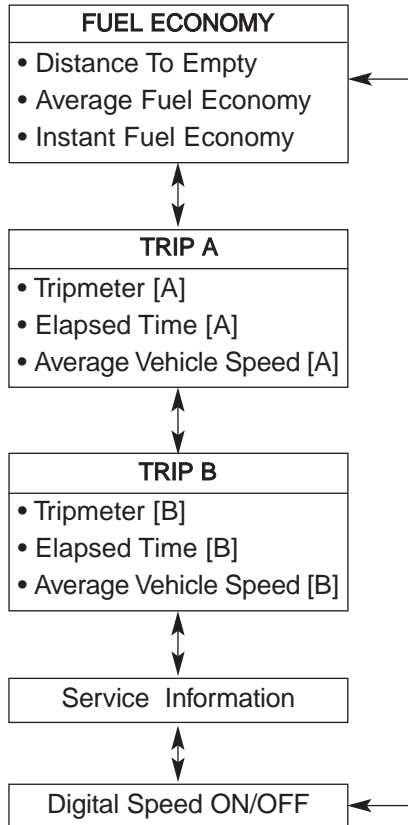 FUEL ECONOMY
• Distance To Empty
• Average Fuel Economy
• Instant Fuel Economy
TRIP A
• Tripmeter [A]
• Elapsed Time [A]
• Average Vehicle Speed [A]
TRIP B
• Tripmeter [B]
• Elapsed Time [B]
• Average Vehicle Speed [B]
Service Information
Digital Speed ON/OFF